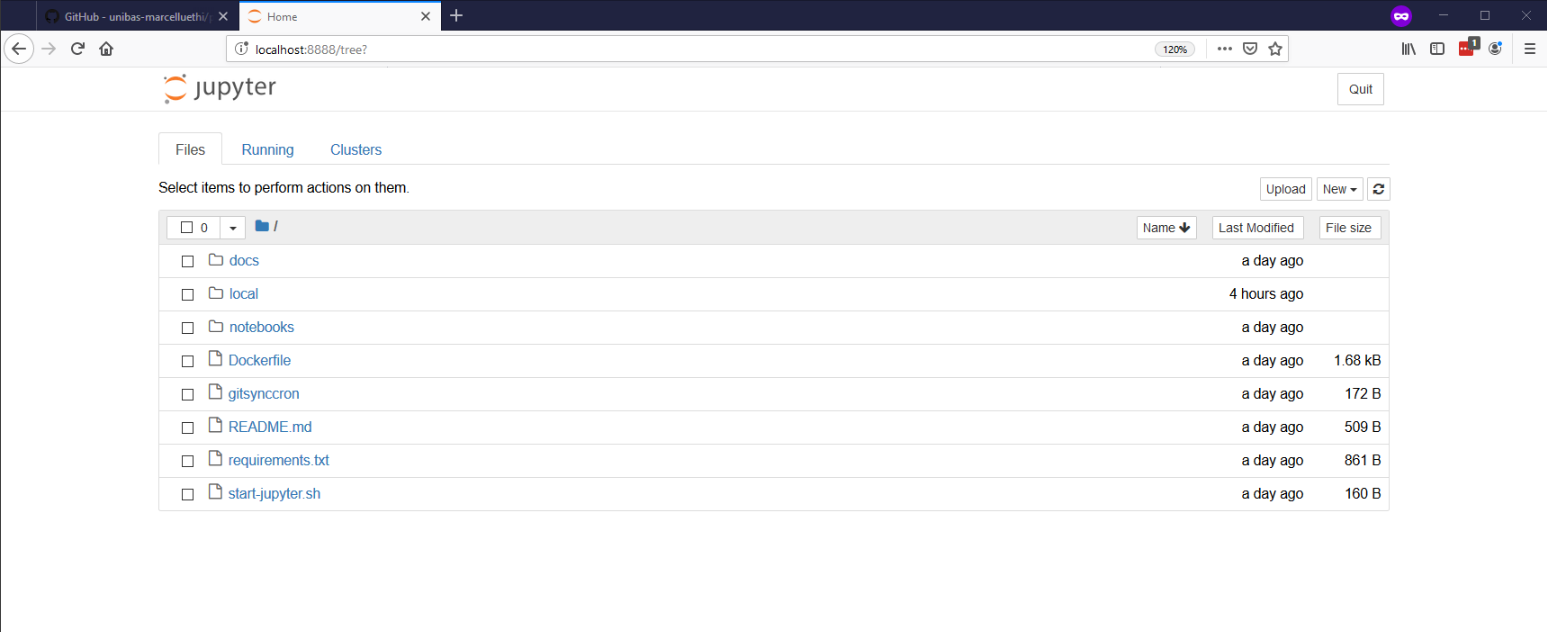 GitHub - unibas-marcelluethi/
Home
localhost:8888/tree?
120%
1
jupyter
Quit
Files Running Clusters
Select items to perform actions on them.
Upload New
0 /
Name Last Modified File size
docs a day ago
local 4 hours ago
notebooks a day ago
Dockerfile a day ago 1.68 kB
gitsynccron a day ago 172 B
README.md a day ago 509 B
requirements.txt a day ago 861 B
start-jupyter.sh a day ago 160 B